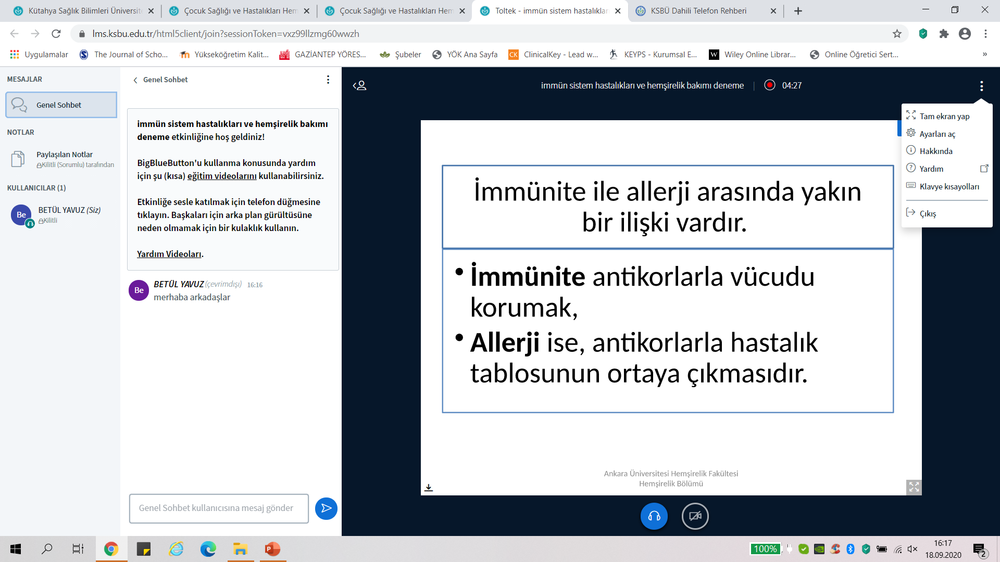 Kütahya Sağlık Bilimleri Üniversite
Çocuk Sağlığı ve Hastalıkları Hem
Çocuk Sağlığı ve Hastalıkları Hem
Toltek - immün sistem hastalıkları
KSBÜ Dahili Telefon Rehberi
lms.ksbu.edu.tr/html5client/join?sessionToken=vxz99llzmg60wwzh
Uygulamalar
The Journal of Scho...
Yükseköğretim Kalit...
GAZİANTEP YÖRES...
Şubeler
YÖK Ana Sayfa
CK
ClinicalKey - Lead w...
KEYPS - Kurumsal E...
W
Wiley Online Librar...
Online Öğretici Sert...
»
MESAJLAR
Genel Sohbet
NOTLAR
Paylaşılan Notlar
Kilitli (Sorumlu) tarafından
KULLANICILAR (1)
Be
BETÜL YAVUZ (Siz)
Kilitli
Genel Sohbet
immün sistem hastalıkları ve hemşirelik bakımı
deneme etkinliğine hoş geldiniz!
BigBlueButton'u kullanma konusunda yardım
için şu (kısa) eğitim videolarını kullanabilirsiniz.
Etkinliğe sesle katılmak için telefon düğmesine
tıklayın. Başkaları için arka plan gürültüsüne
neden olmamak için bir kulaklık kullanın.
Yardım Videoları.
Be
BETÜL YAVUZ (çevrimdışı) 16:16
merhaba arkadaşlar
Genel Sohbet kullanıcısına mesaj gönder
immün sistem hastalıkları ve hemşirelik bakımı deneme | 04:27
Tam ekran yap
Ayarları aç
Hakkında
Yardım
Klavye kısayolları
Çıkış
İmmünite ile allerji arasında yakın
bir ilişki vardır.
• İmmünite antikorlarla vücudu
korumak,
• Allerji ise, antikorlarla hastalık
tablosunun ortaya çıkmasıdır.
Ankara Üniversitesi Hemşirelik Fakültesi
Hemşirelik Bölümü
100%
16:17
18.09.2020
2